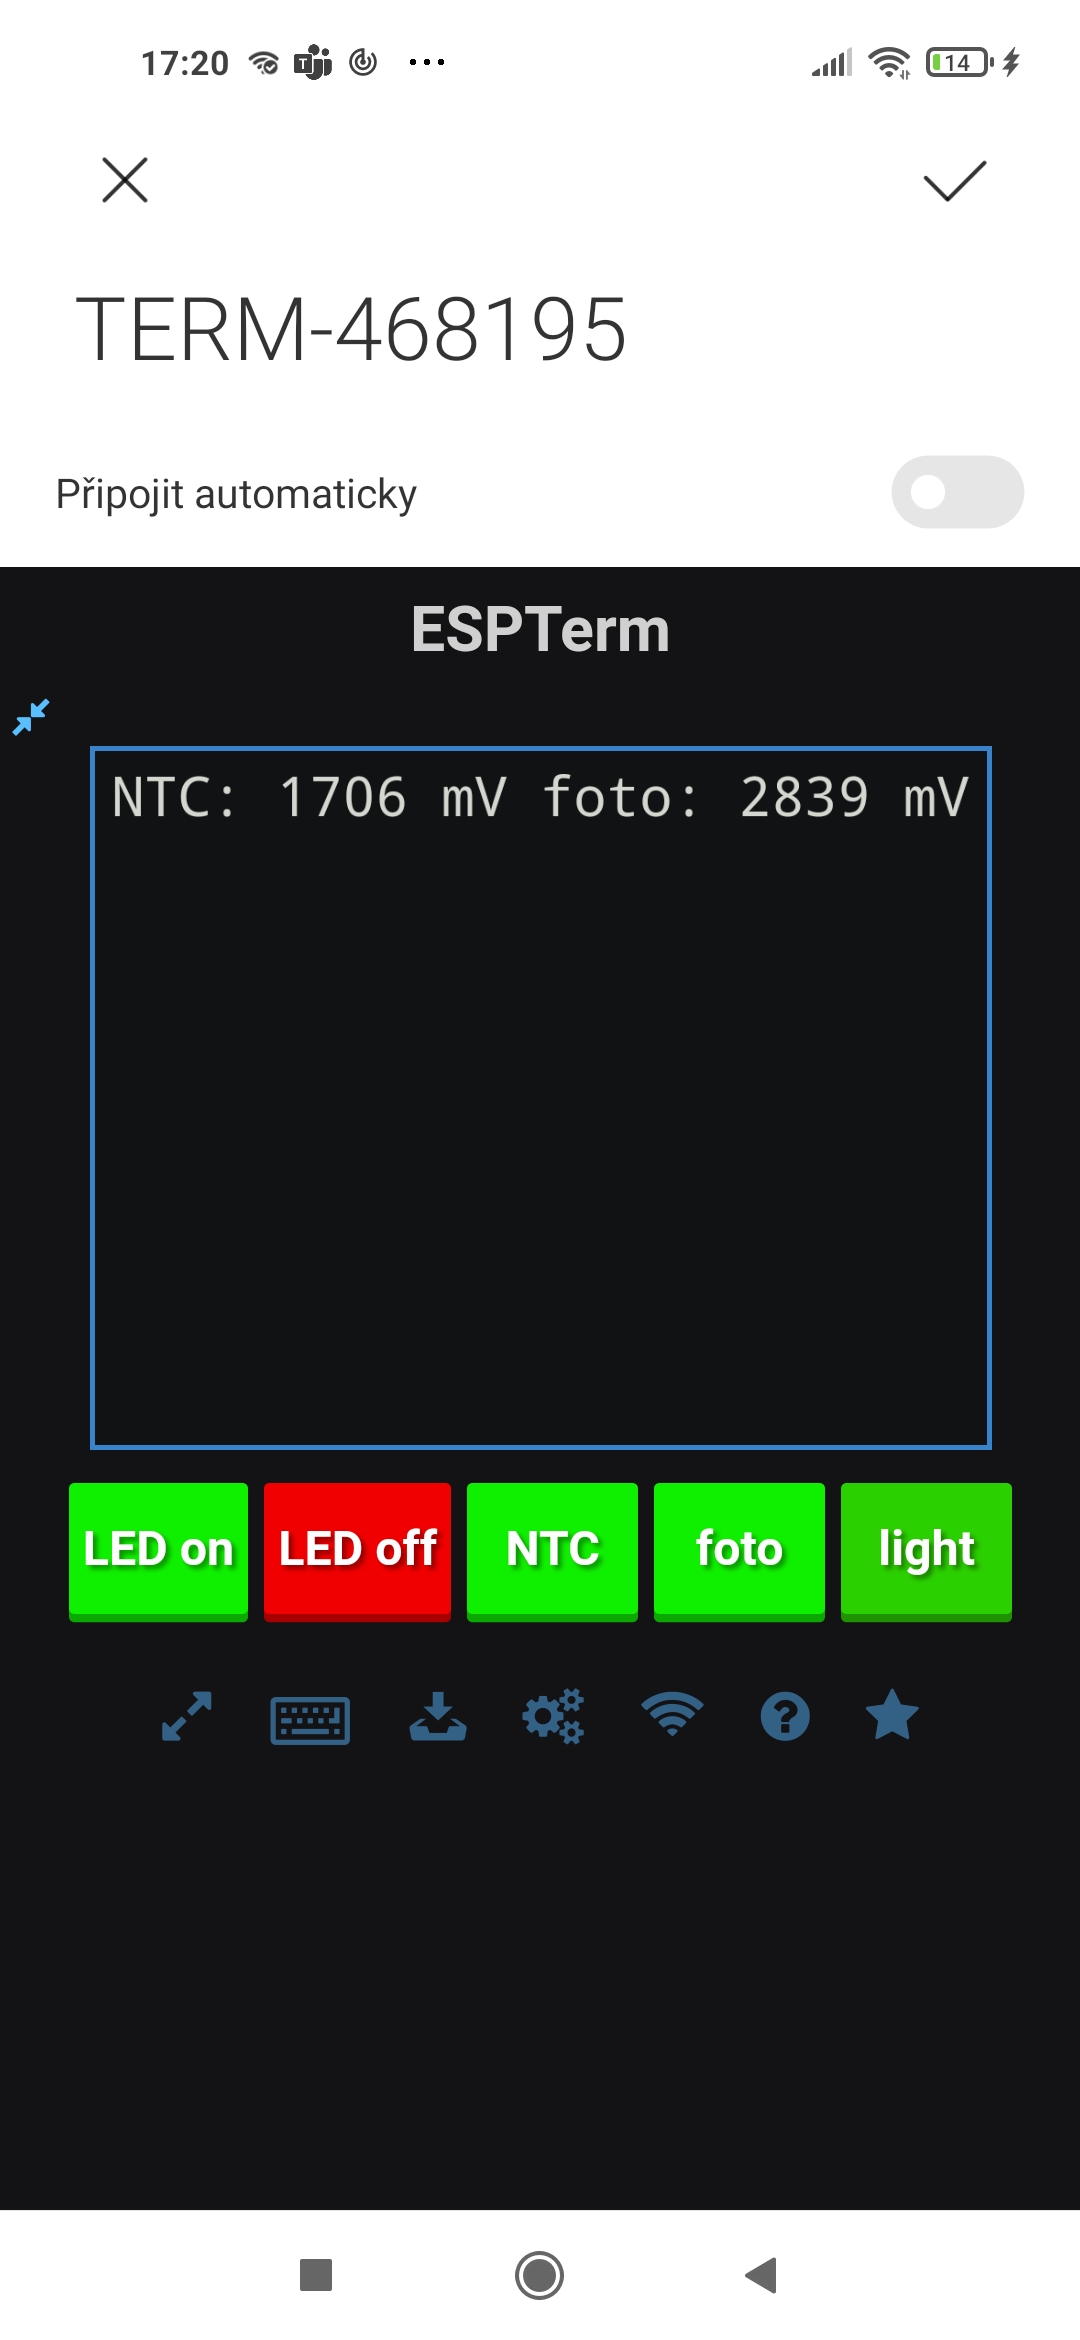 17:20
14
TERM-468195
Připojit automaticky
ESPTerm
NTC: 1706 mV foto: 2839 mV
LED on LED off NTC foto light